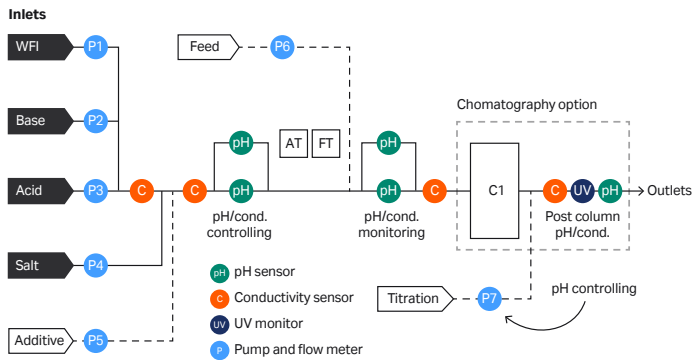 Inlets
WFI
P1
Feed
P6
Base
P2
Chomatography option
pH
AT
FT
pH
Acid
P3
C
C
pH
pH
C
C1
C
UV
pH
Outlets
pH/cond.
controlling
pH/cond.
monitoring
Post column
pH/cond.
Salt
P4
pH
pH sensor
C
Conductivity sensor
UV
UV monitor
P
Pump and flow meter
Titration
P7
pH controlling
Additive
P5